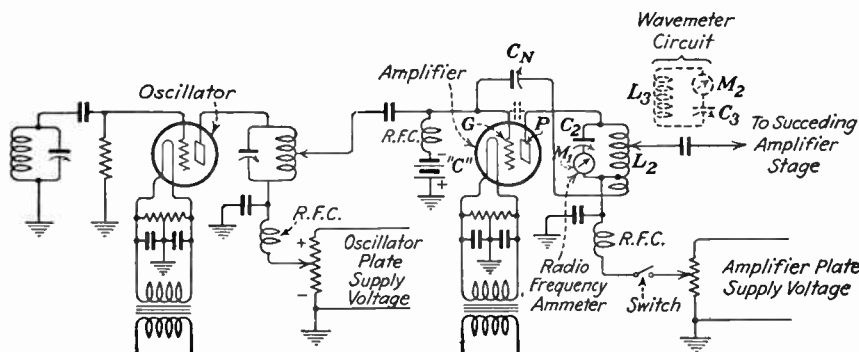 Wavemeter
Circuit
L3
M2
C3
CN
Amplifier
Oscillator
R.F.C.
"C"
+
G
P
C2
M1
L2
To Succeding
Amplifier
Stage
R.F.C.
+
-
Oscillator
Plate
Supply
Voltage
Radio
Frequency
Ammeter
R.F.C.
Switch
Amplifier Plate
Supply Voltage